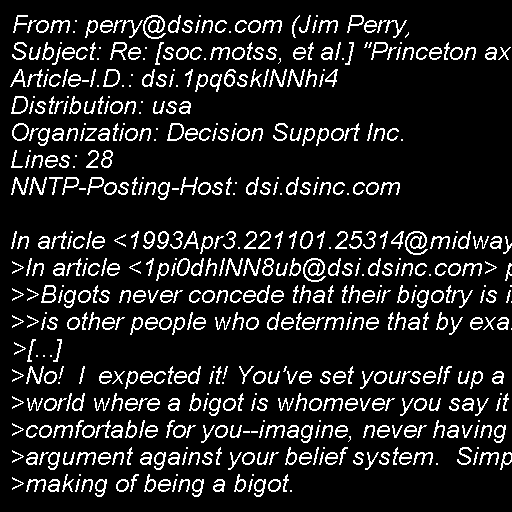 From: perry@dsinc.com (Jim Perry,
Subject: Re: [soc.motss, et al.] "Princeton ax
Article-I.D.: dsi.1pq6skINNhi4
Distribution: usa
Organization: Decision Support Inc.
Lines: 28
NNTP-Posting-Host: dsi.dsinc.com

In article <1993Apr3.221101.25314@midway
>In article <1pi0dhINN8ub@dsi.dsinc.com> p
>>Bigots never concede that their bigotry is
>>is other people who determine that by exa
>[...]
>No!  I  expected it! You've set yourself up a
>world where a bigot is whomever you say it
>comfortable for you--imagine, never having
>argument against your belief system.  Simp
>making of being a bigot.